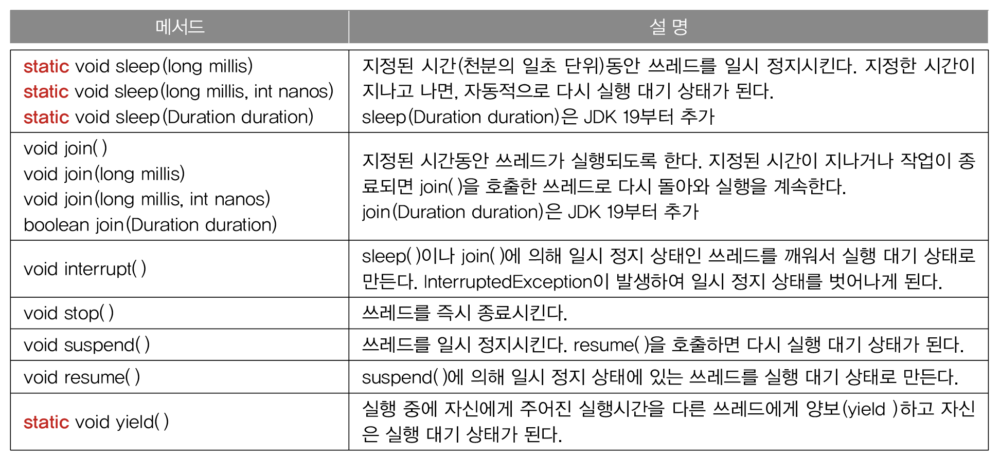 메서드
설 명
static void sleep(long millis)
static void sleep(long millis, int nanos)
static void sleep(Duration duration)
지정된 시간(천분의 일초 단위)동안 쓰레드를 일시 정지시킨다. 지정한 시간이
지나고 나면, 자동적으로 다시 실행 대기 상태가 된다.
sleep(Duration duration)은 JDK 19부터 추가
void join( )
void join(long millis)
void join(long millis, int nanos)
boolean join(Duration duration)
지정된 시간동안 쓰레드가 실행되도록 한다. 지정된 시간이 지나거나 작업이 종
료되면 join( )을 호출한 쓰레드로 다시 돌아와 실행을 계속한다.
join(Duration duration)은 JDK 19부터 추가
void interrupt( )
sleep( )이나 join( )에 의해 일시 정지 상태인 쓰레드를 깨워서 실행 대기 상태로
만든다. InterruptedException이 발생하여 일시 정지 상태를 벗어나게 된다.
void stop( )
쓰레드를 즉시 종료시킨다.
void suspend( )
쓰레드를 일시 정지시킨다. resume( )을 호출하면 다시 실행 대기 상태가 된다.
void resume( )
suspend( )에 의해 일시 정지 상태에 있는 쓰레드를 실행 대기 상태로 만든다.
static void yield( )
실행 중에 자신에게 주어진 실행시간을 다른 쓰레드에게 양보(yield )하고 자신
은 실행 대기 상태가 된다.